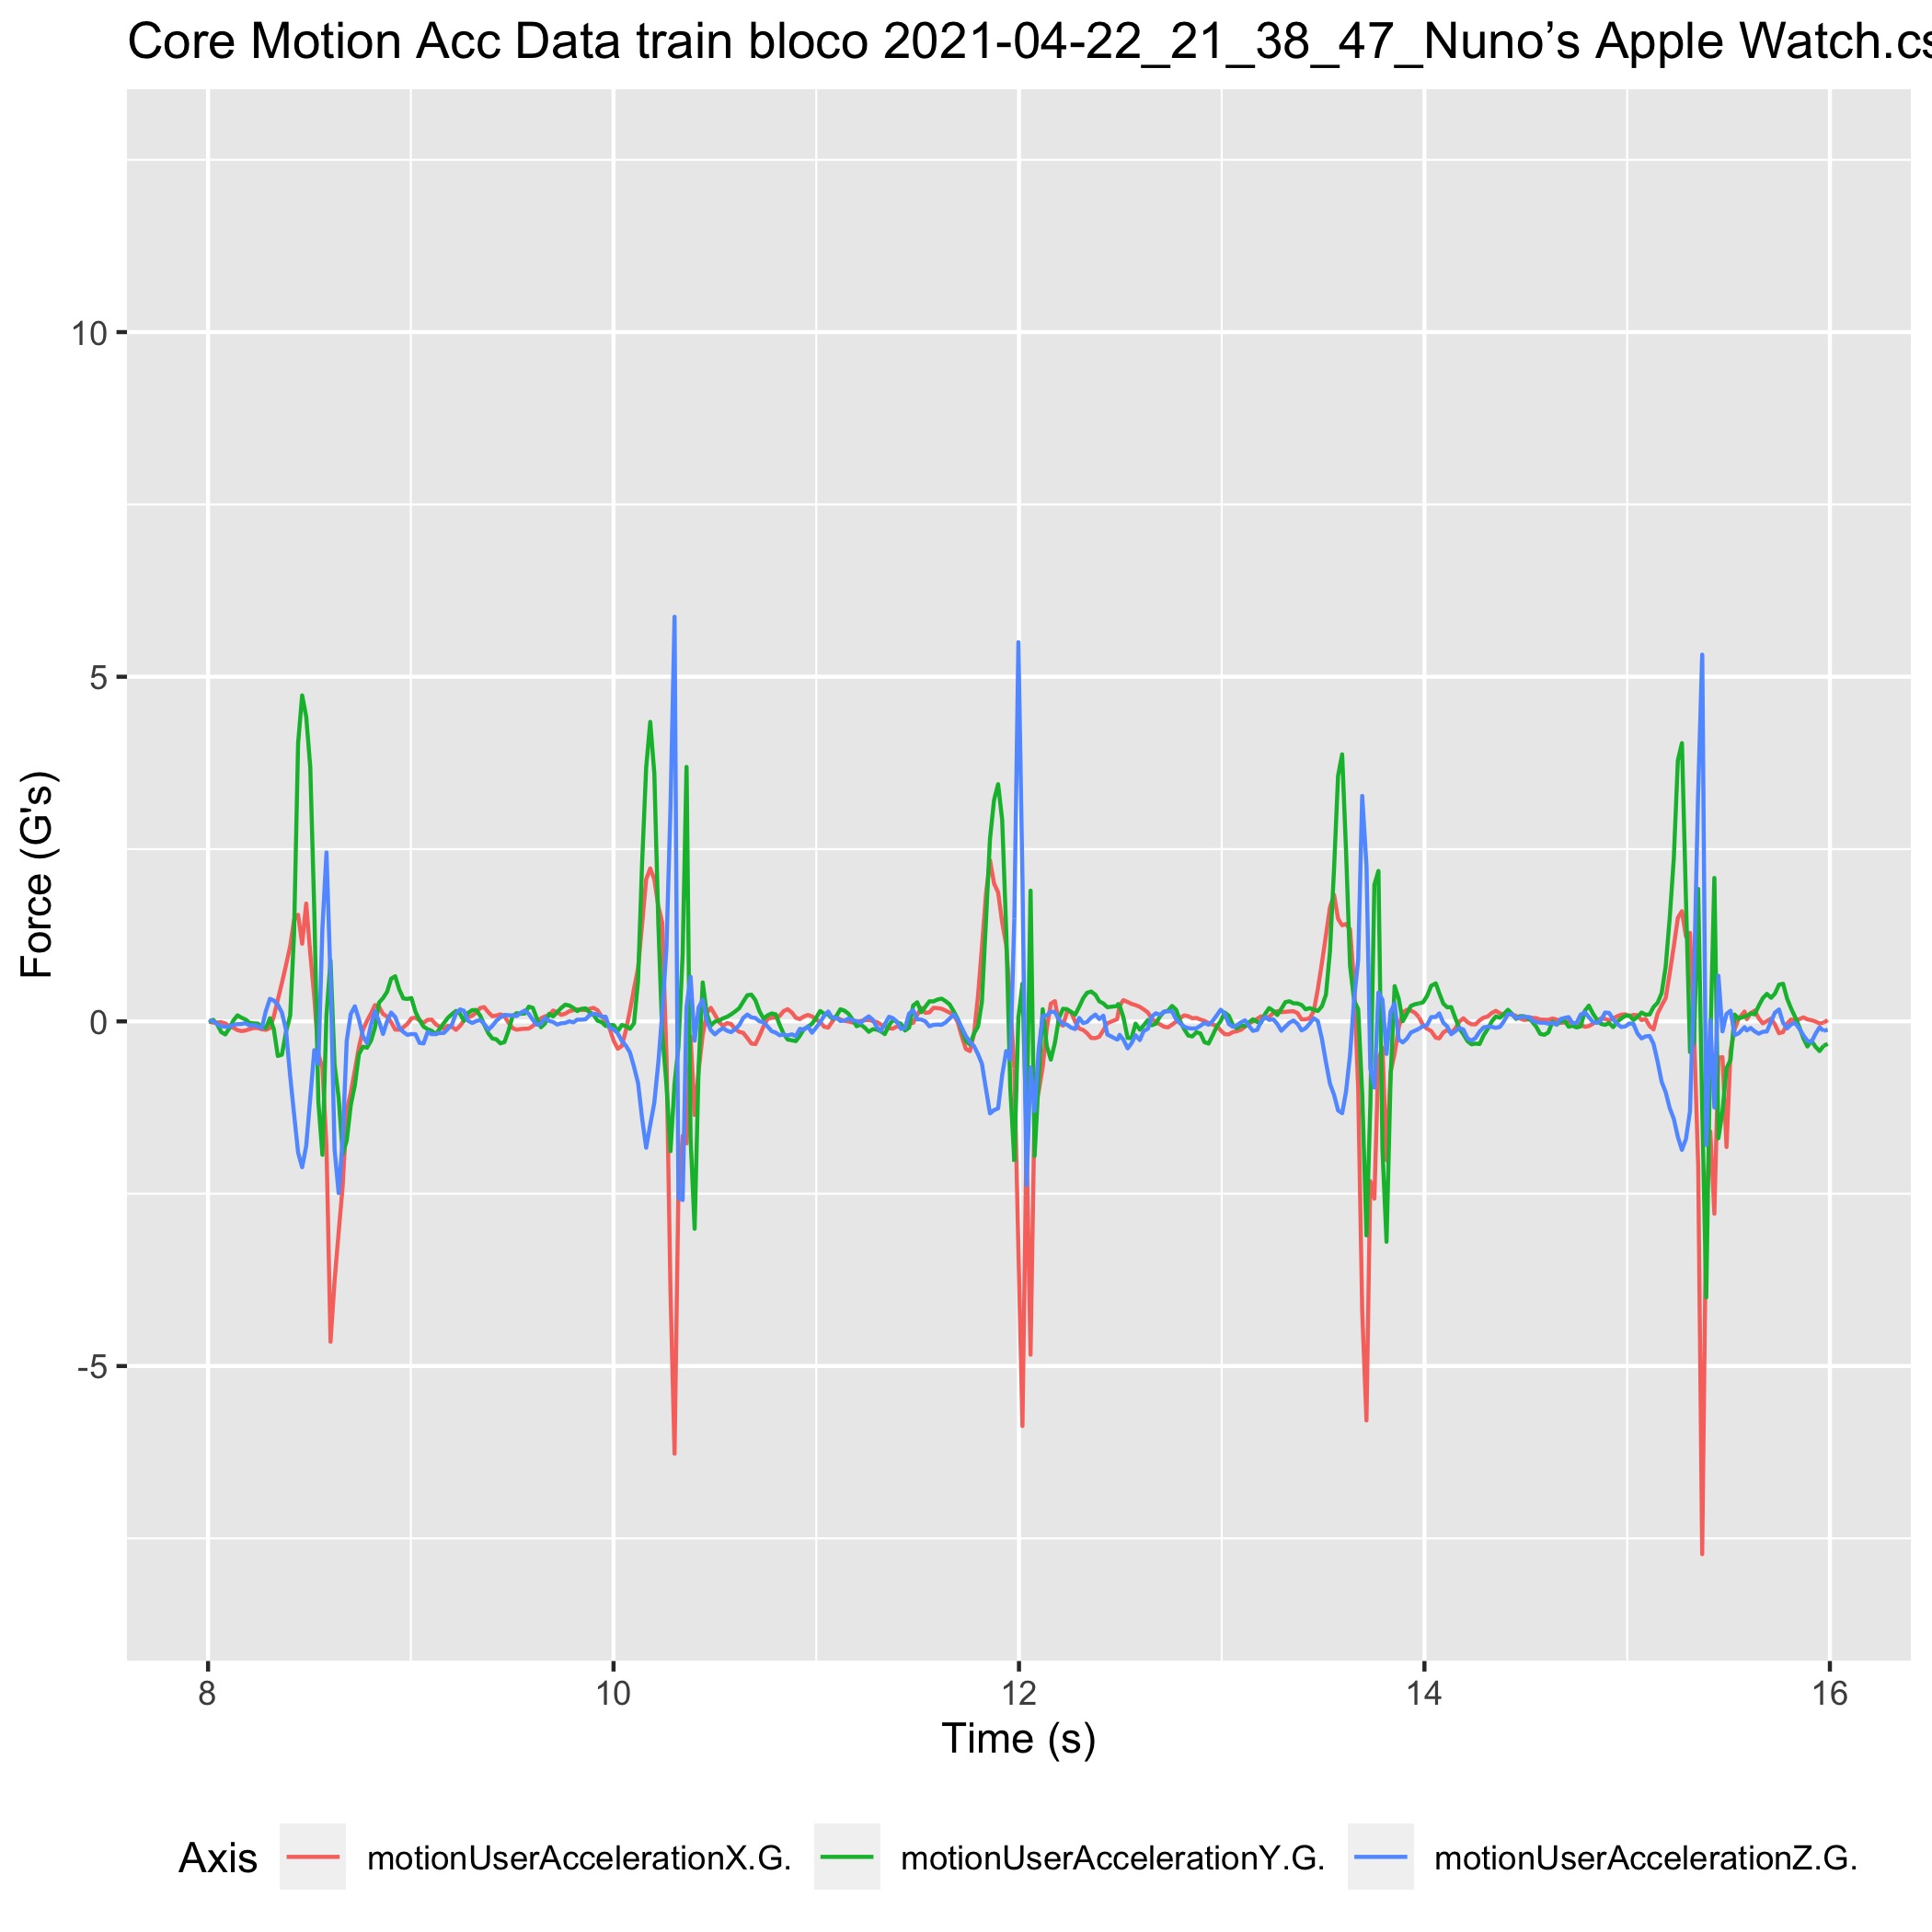 Core Motion Acc Data train bloco 2021-04-22_21_38_47_Nuno’s Apple Watch.cs
10
5
0
-5
Force (G's)
8 10 12 14 16
Time (s)
Axis motionUserAccelerationX.G. motionUserAccelerationY.G. motionUserAccelerationZ.G.